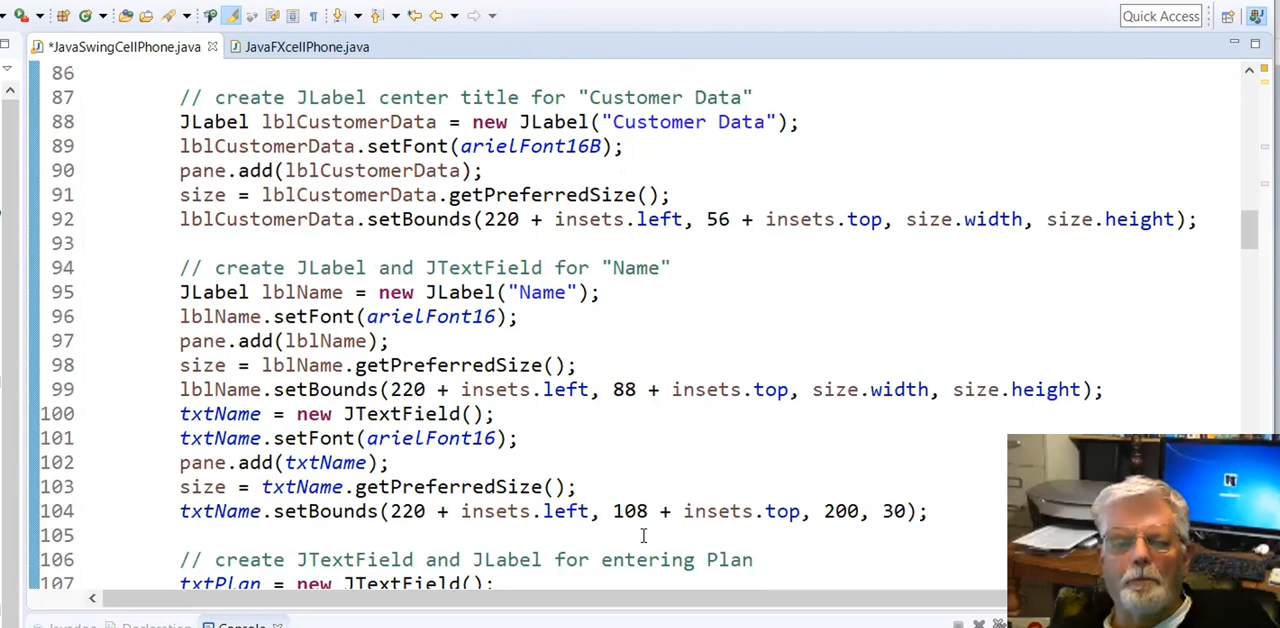 Quick Access
*JavaSwingCellPhone.java
JavaFXcellPhone.java
86
87 // create JLabel center title for "Customer Data"
88 JLabel lblCustomerData = new JLabel("Customer Data");
89 lblCustomerData.setFont(arielFont16B);
90 pane.add(lblCustomerData);
91 size = lblCustomerData.getPreferredSize();
92 lblCustomerData.setBounds(220 + insets.left, 56 + insets.top, size.width, size.height);
93
94 // create JLabel and JTextField for "Name"
95 JLabel lblName = new JLabel("Name");
96 lblName.setFont(arielFont16);
97 pane.add(lblName);
98 size = lblName.getPreferredSize();
99 lblName.setBounds(220 + insets.left, 88 + insets.top, size.width, size.height);
100 txtName = new JTextField();
101 txtName.setFont(arielFont16);
102 pane.add(txtName);
103 size = txtName.getPreferredSize();
104 txtName.setBounds(220 + insets.left, 108 + insets.top, 200, 30);
105
106 // create JTextField and JLabel for entering Plan
107 txtPlan = new JTextField();
Javadoc Declaration Console